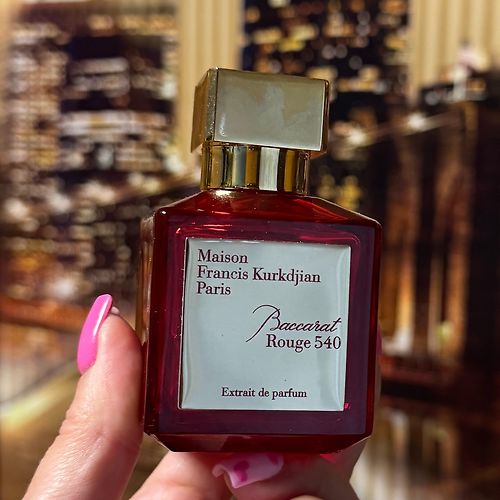 Maison
Francis Kurkdjian
Paris
Baccarat
Rouge 540
Extrait de parfum